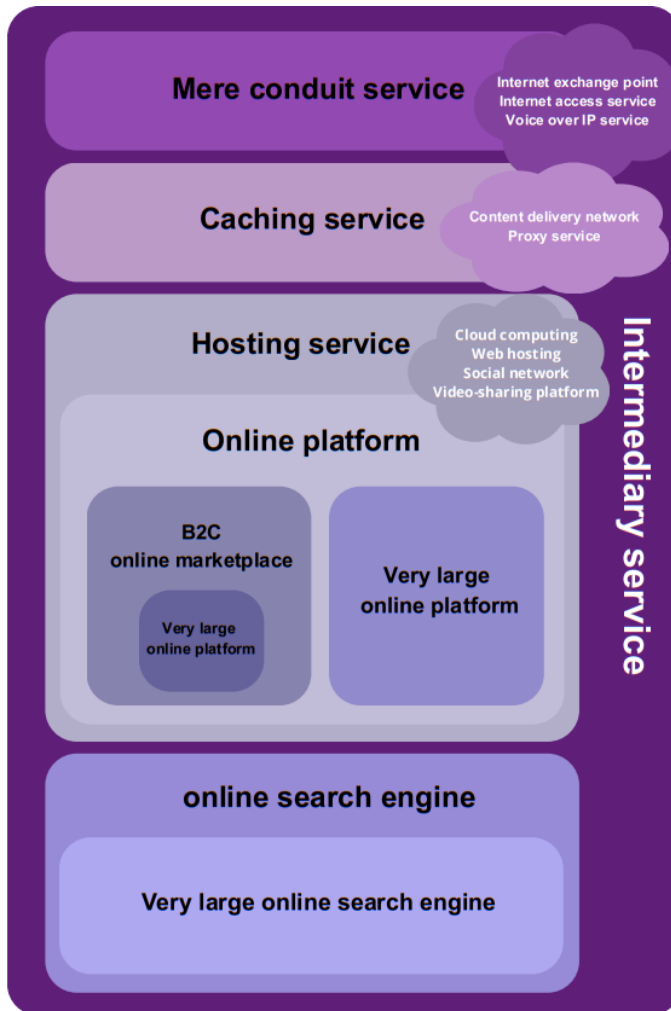 Mere conduit service
Internet exchange point
Internet access service
Voice over IP service
Caching service
Content delivery network
Proxy service
Hosting service
Cloud computing
Web hosting
Social network
Video-sharing platform
Online platform
B2C
online marketplace
Very large
online platform
Very large
online platform
online search engine
Very large online search engine
Intermediary service